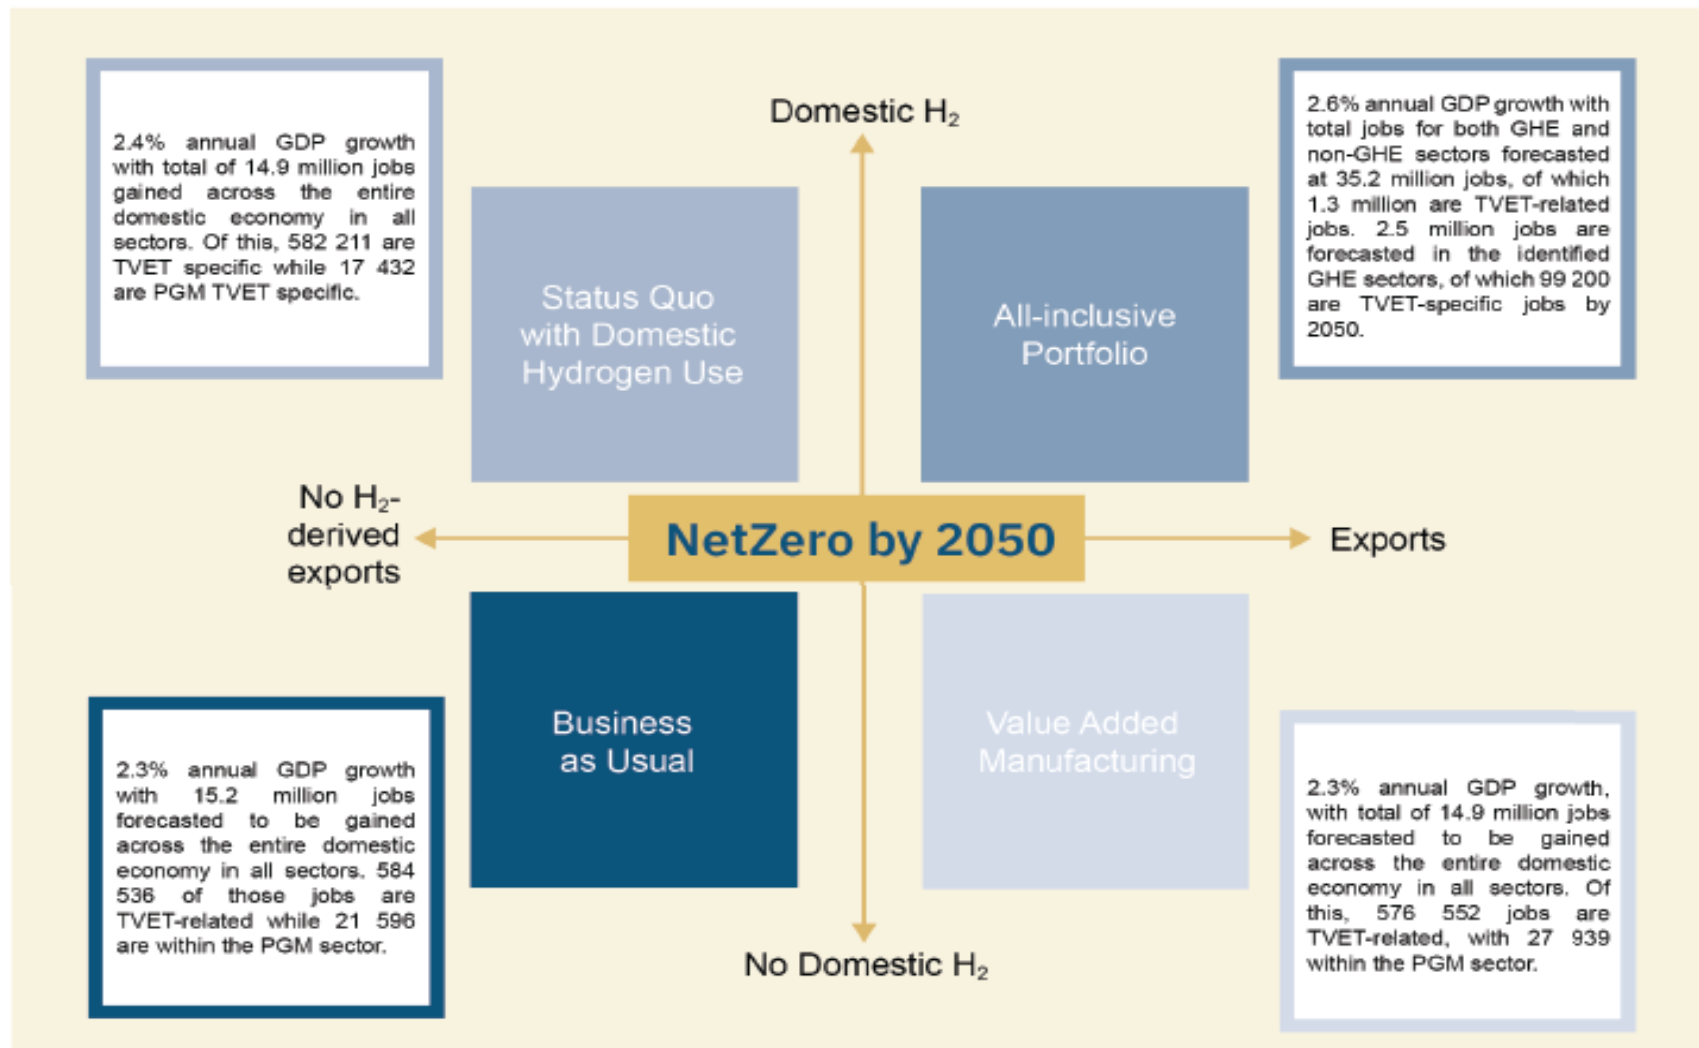 2.4% annual GDP growth
with total of 14.9 million jobs
gained across the entire
domestic economy in all
sectors. Of this, 582 211 are
TVET specific while 17 432
are PGM TVET specific.
Domestic H₂
2.6% annual GDP growth with
total jobs for both GHE and
non-GHE sectors forecasted
at 35.2 million jobs, of which
1.3 million are TVET-related
jobs. 2.5 million jobs are
forecasted in the identified
GHE sectors, of which 99 200
are TVET-specific jobs by
2050.
Status Quo
with Domestic
Hydrogen Use
All-inclusive
Portfolio
No H₂-
derived
exports
NetZero by 2050
Exports
Business
as Usual
Value Added
Manufacturing
2.3% annual GDP growth
with 15.2 million jobs
forecasted to be gained
across the entire domestic
economy in all sectors. 584
536 of those jobs are
TVET-related while 21 596
are within the PGM sector.
2.3% annual GDP growth,
with total of 14.9 million jobs
forecasted to be gained
across the entire domestic
economy in all sectors. Of
this, 576 552 jobs are
TVET-related, with 27 939
within the PGM sector.
No Domestic H₂